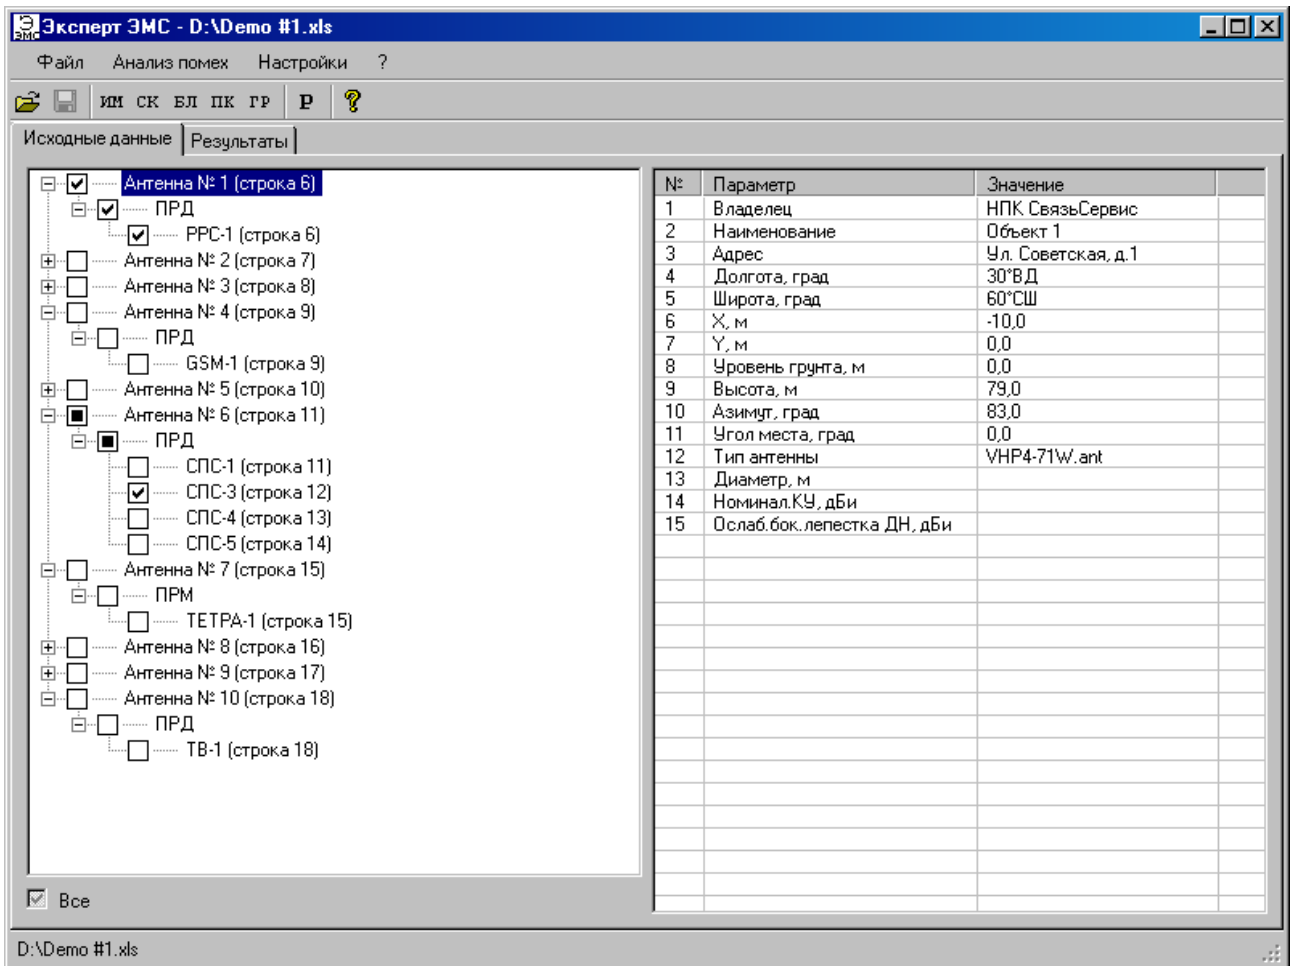 Эксперт ЭМС - D:\Demo #1.xls
Файл Анализ помех Настройки ?
ИМ СК БЛ ПК ГР Р
Исходные данные Результаты
Антенна № 1 (строка 6)
ПРД
РРС-1 (строка 6)
Антенна № 2 (строка 7)
Антенна № 3 (строка 8)
Антенна № 4 (строка 9)
ПРД
GSM-1 (строка 9)
Антенна № 5 (строка 10)
Антенна № 6 (строка 11)
ПРД
СПС-1 (строка 11)
СПС-3 (строка 12)
СПС-4 (строка 13)
СПС-5 (строка 14)
Антенна № 7 (строка 15)
ПРМ
ТЕТРА-1 (строка 15)
Антенна № 8 (строка 16)
Антенна № 9 (строка 17)
Антенна № 10 (строка 18)
ПРД
ТВ-1 (строка 18)
Все
№ Параметр Значение
1 Владелец НПК СвязьСервис
2 Наименование Объект 1
3 Адрес Ул. Советская, д.1
4 Долгота, град 30°ВД
5 Широта, град 60°СШ
6 X, м -10,0
7 Y, м 0,0
8 Уровень грунта, м 0,0
9 Высота, м 79,0
10 Азимут, град 83,0
11 Угол места, град 0,0
12 Тип антенны VHP4-71W.ant
13 Диаметр, м
14 Номинал.КУ, дБи
15 Ослаб.бок.лепестка ДН, дБи
D:\Demo #1.xls